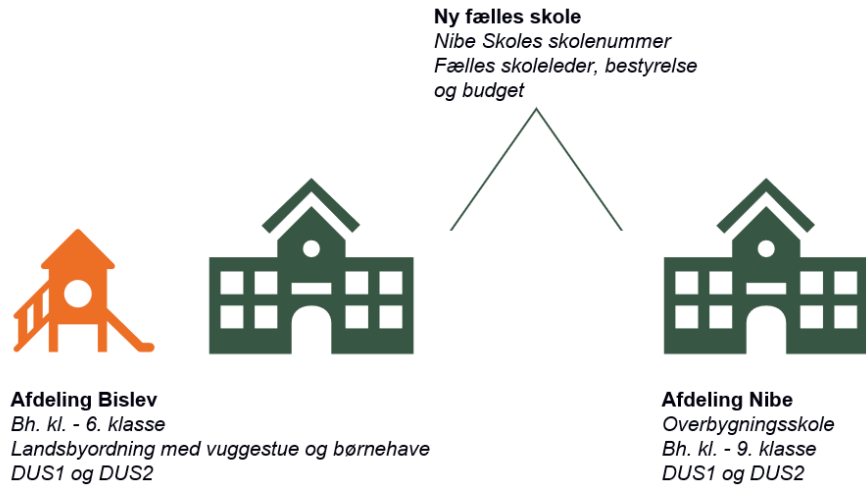 Ny fælles skole
Nibe Skoles skolenummer
Fælles skoleleder, bestyrelse
og budget
Afdeling Bislev
Bh. kl. - 6. klasse
Landsbyordning med vuggestue og børnehave
DUS1 og DUS2
Afdeling Nibe
Overbygningsskole
Bh. kl. - 9. klasse
DUS1 og DUS2